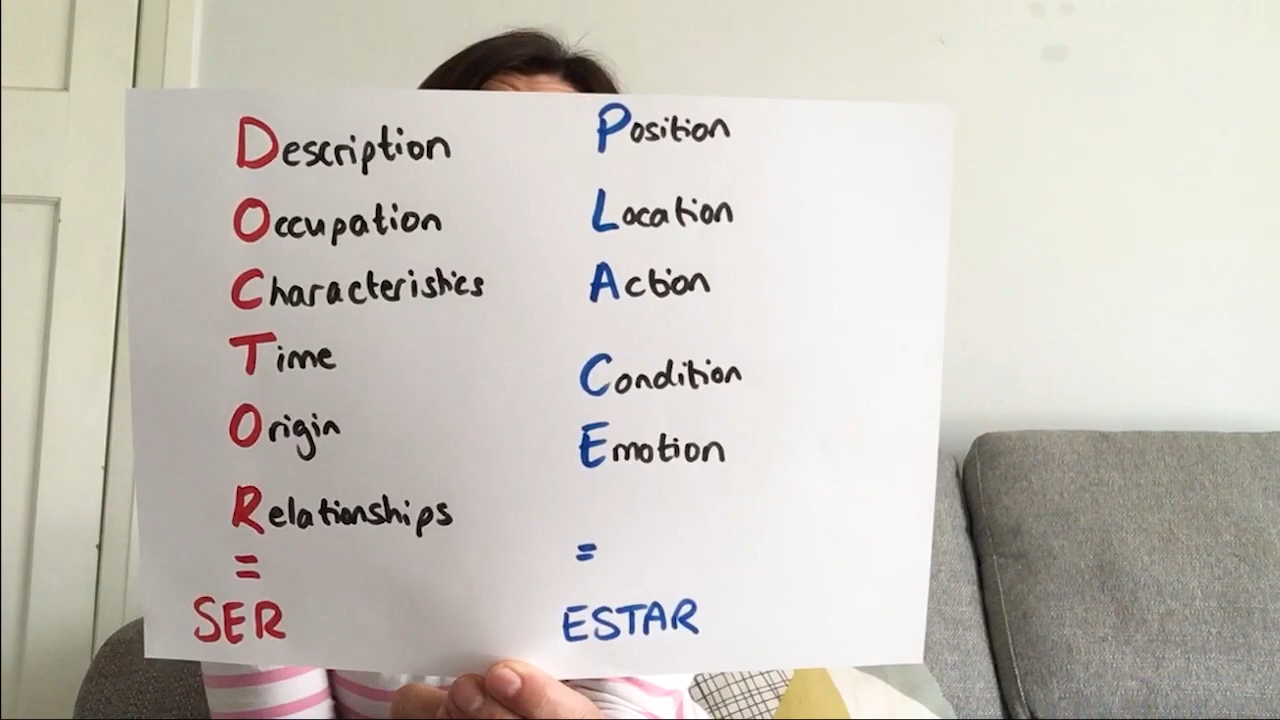 Description
Occupation
Characteristics
Time
Origin
Relationships
=
SER
Position
Location
Action
Condition
Emotion
=
ESTAR